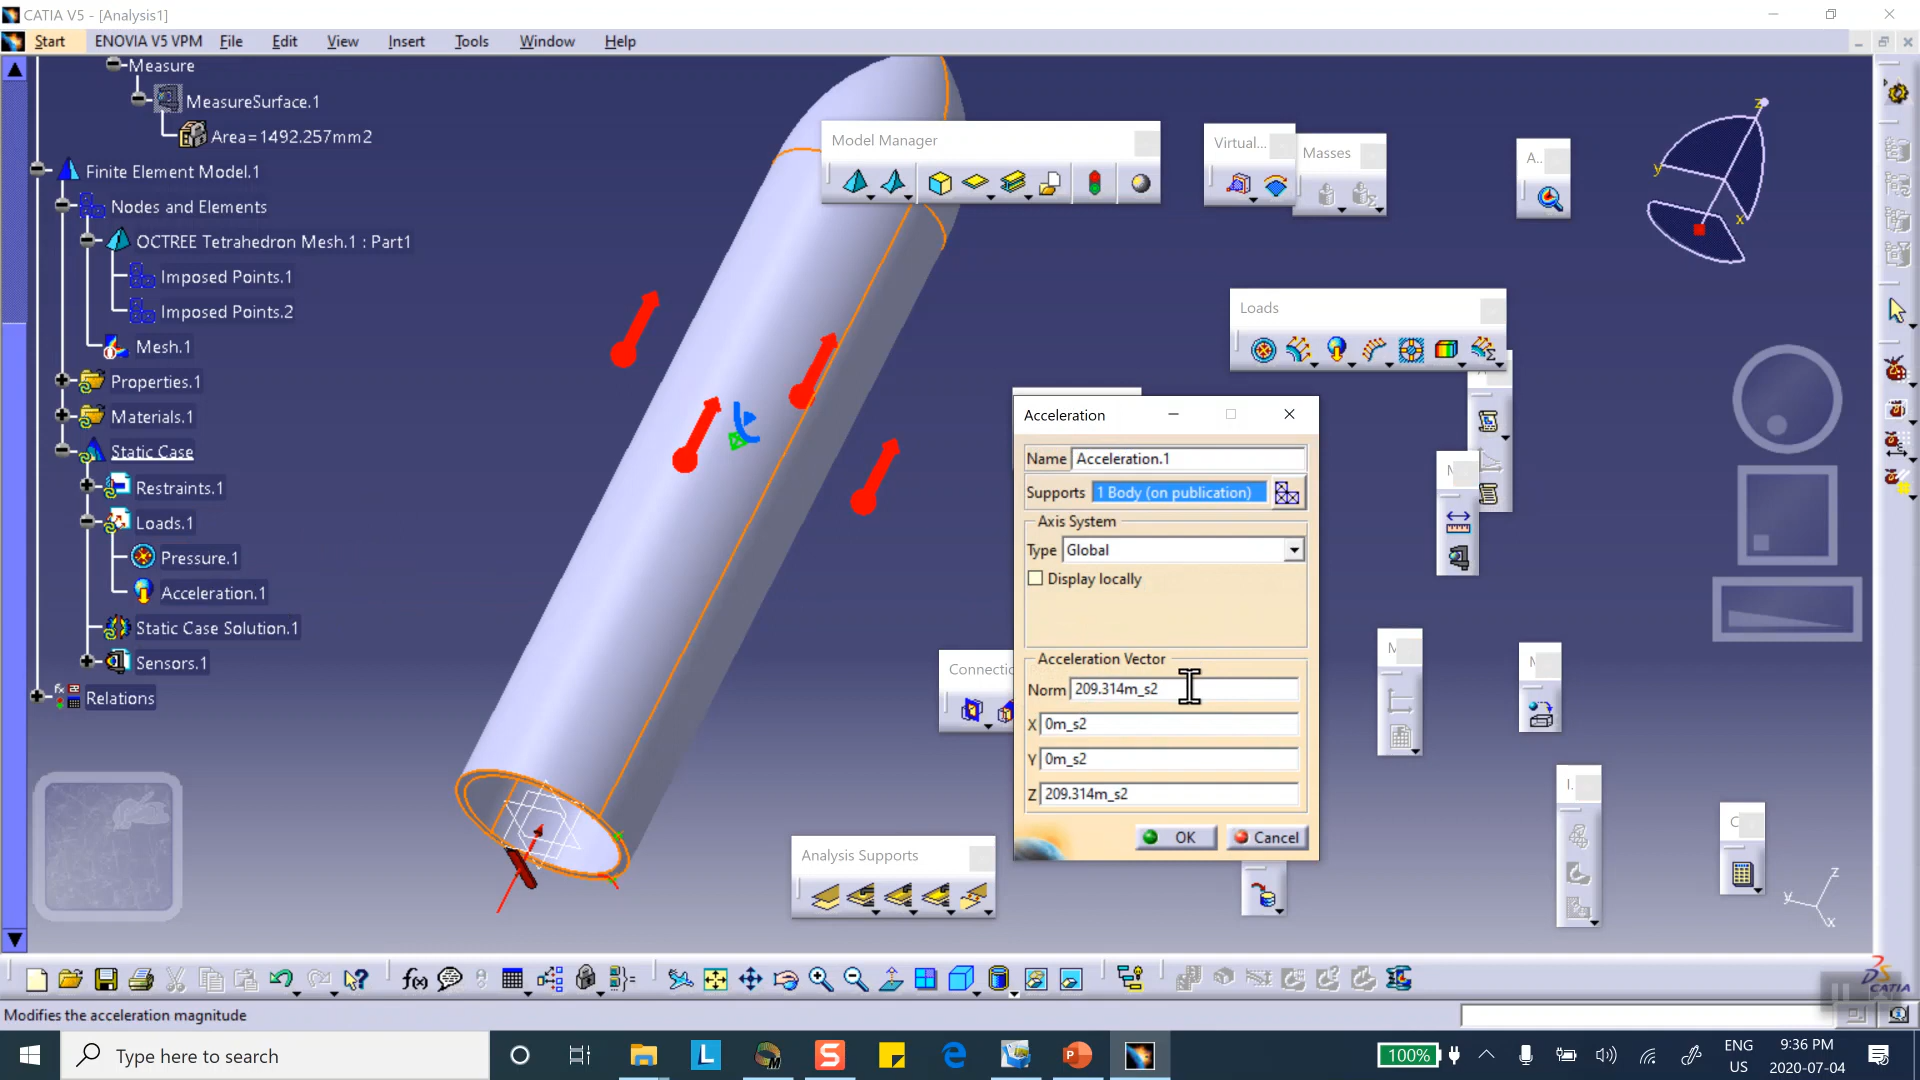 CATIA V5 - [Analysis1]
Start ENOVIA V5 VPM File Edit View Insert Tools Window Help
Measure
MeasureSurface.1
Area=1492.257mm2
Finite Element Model.1
Nodes and Elements
OCTREE Tetrahedron Mesh.1 : Part1
Imposed Points.1
Imposed Points.2
Mesh.1
Properties.1
Materials.1
Static Case
Restraints.1
Loads.1
Pressure.1
Acceleration.1
Static Case Solution.1
Sensors.1
Relations
Model Manager
Virtual...
Masses
A...
z
y
x
Loads
Acceleration
Name Acceleration.1
Supports 1 Body (on publication)
Axis System
Type Global
Display locally
Acceleration Vector
Norm 209.314m_s2
X 0m_s2
Y 0m_s2
Z 209.314m_s2
OK Cancel
Connectio
Analysis Supports
z
y
x
CATIA
Modifies the acceleration magnitude
Type here to search
L
S
100%
ENG
US
9:36 PM
2020-07-04